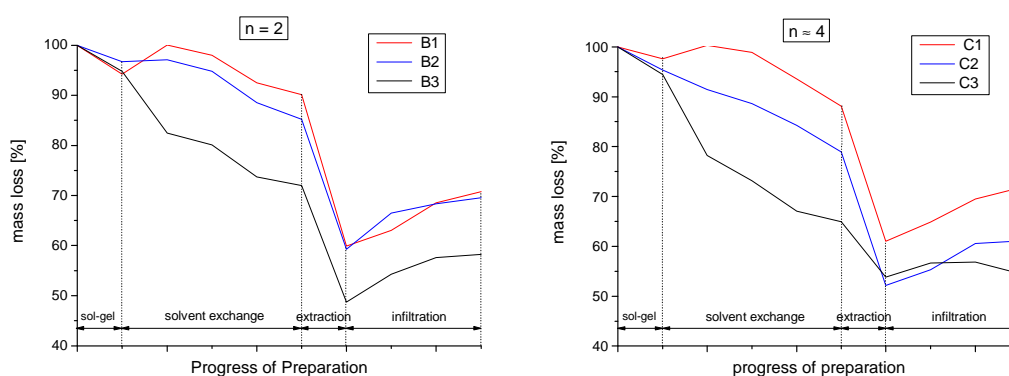 n = 2
B1
B2
B3
mass loss [%]
100
90
80
70
60
50
40
sol-gel
solvent exchange
extraction
infiltration
Progress of Preparation
n ≈ 4
C1
C2
C3
mass loss [%]
100
90
80
70
60
50
40
sol-gel
solvent exchange
extraction
infiltration
progress of preparation